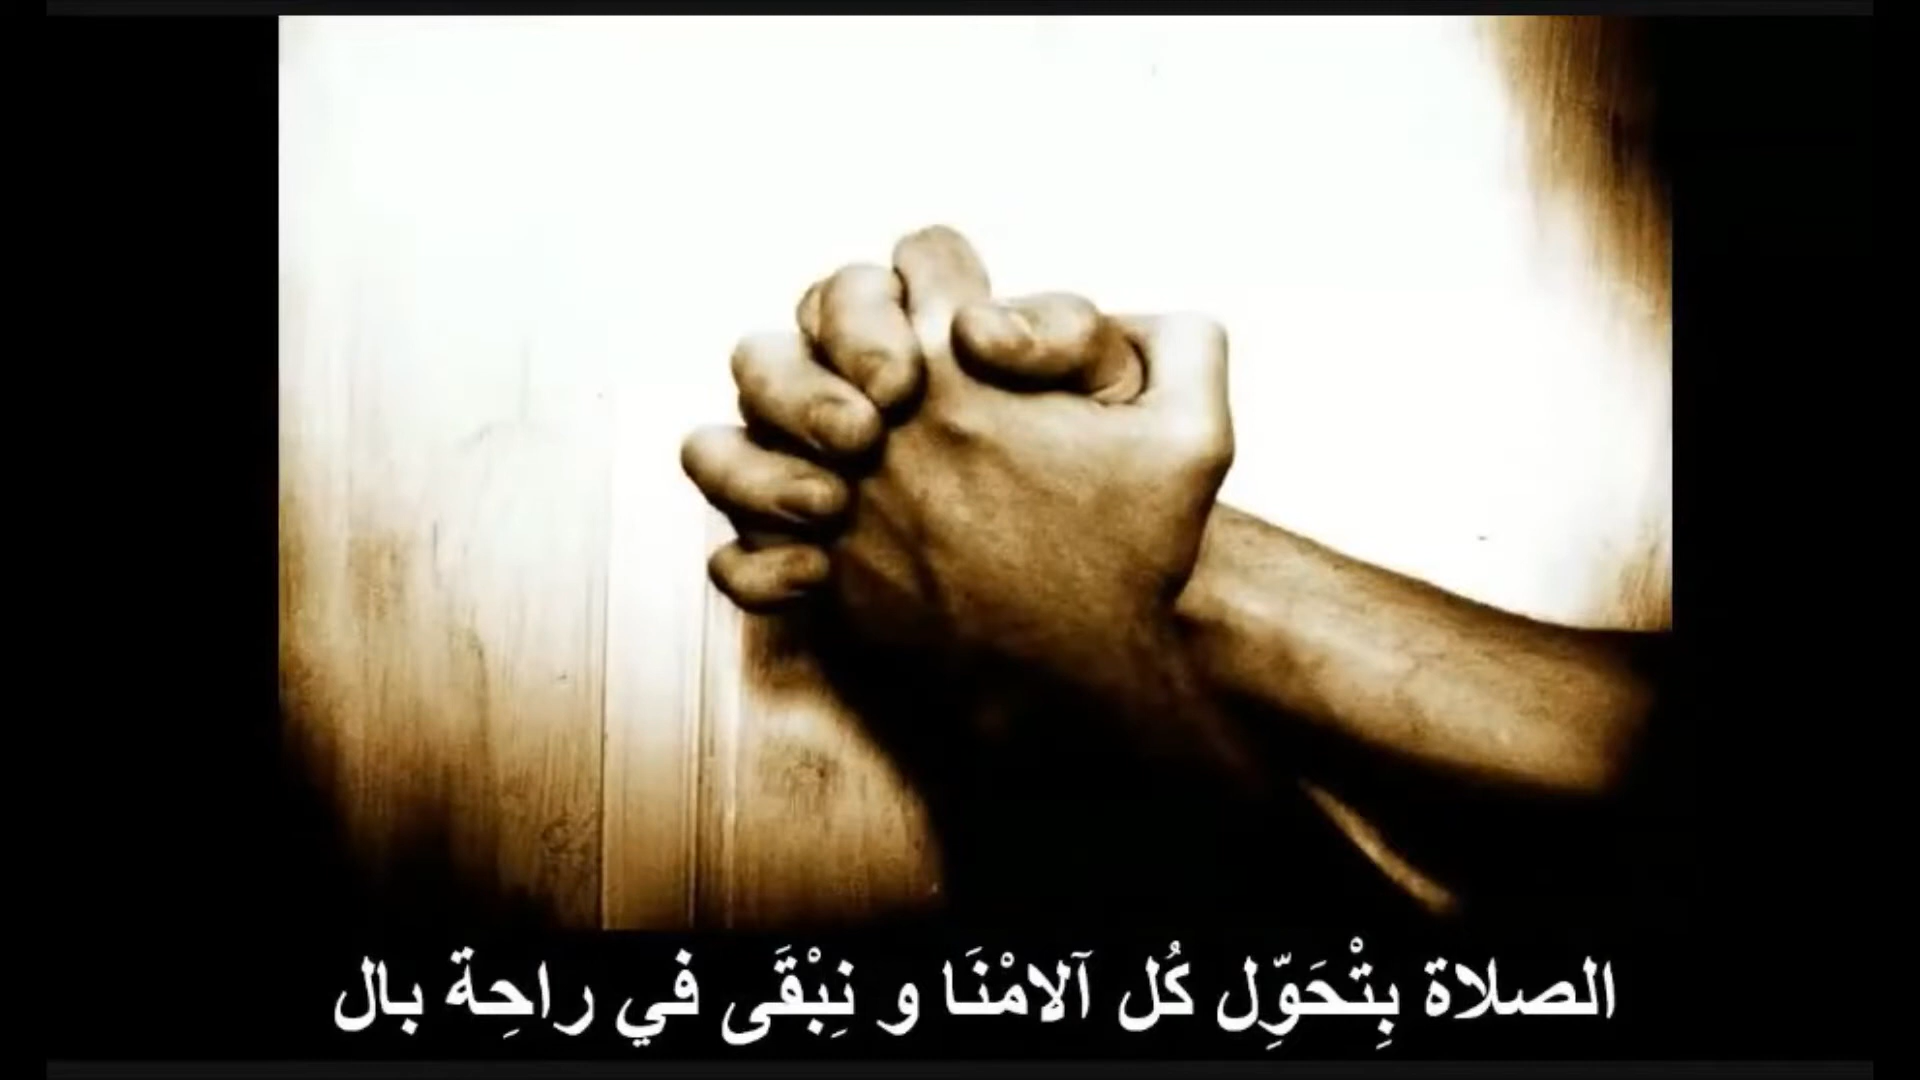 الصلاة بِتْحَوِّل كُل آلامْنَا و نِبْقَى في راحِة بال